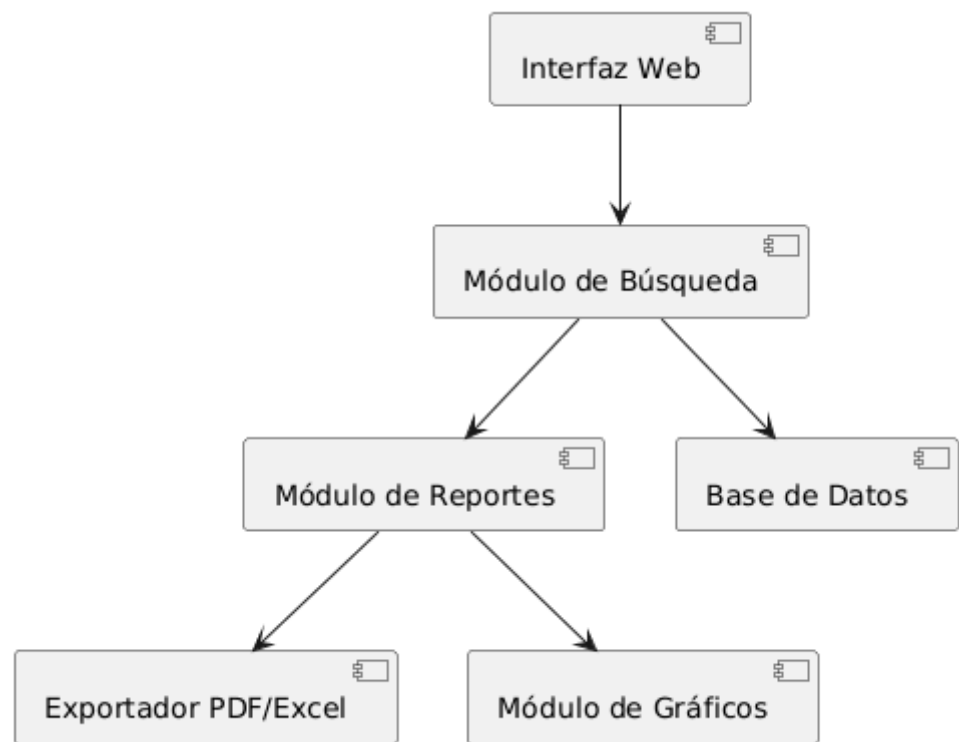 Interfaz Web
Módulo de Búsqueda
Módulo de Reportes
Base de Datos
Exportador PDF/Excel
Módulo de Gráficos